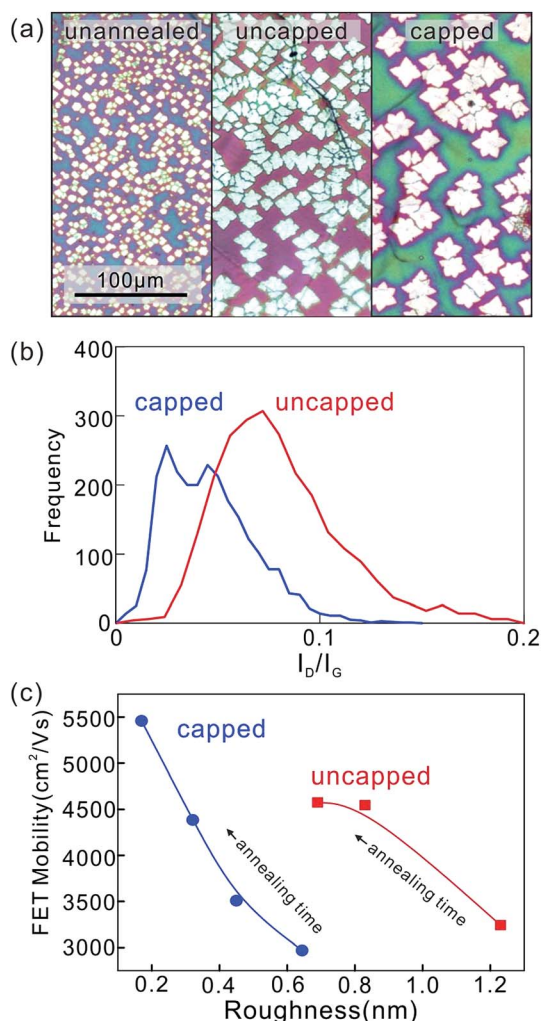 (a)
unannealed uncapped capped
100μm
(b)
400
300
200
100
0
Frequency
capped
uncapped
0 0.1 0.2
I_D/I_G
(c)
5500
5000
4500
4000
3500
3000
FET Mobility(cm²/Vs)
capped
uncapped
annealing time
annealing time
0.2 0.4 0.6 0.8 1.0 1.2
Roughness(nm)